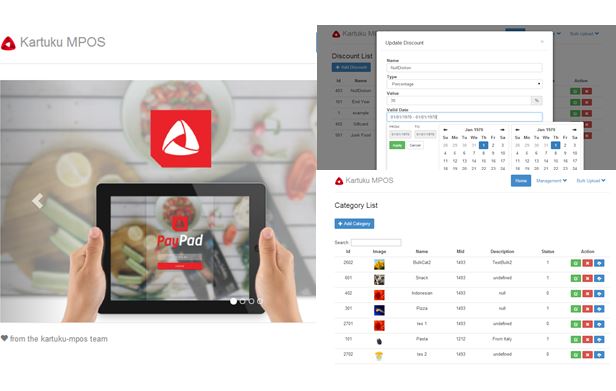 Kartuku MPOS
PayPad
from the kartuku-mpos team
Bulk Upload
Discount List
+ Add Discount
Id Name
Action
403 NullDiskon
101 End Year
1 example
402 Giftcard
501 Junk Food
Update Discount
×
Name
NullDiskon
Type
Percentage
Value
30
%
Valid Date
01/01/1970 - 01/01/1970
FROM TO
01/01/1970 01/01/1970
Apply Cancel
Jan 1970
Su Mo Tu We Th Fr Sa
28 29 30 31 1 2 3
4 5 6 7 8 9 10
11 12 13 14 15 16 17
18 19 20 21 22 23 24
Jan 1970
Su Mo Tu We Th Fr Sa
28 29 30 31 1 2 3
4 5 6 7 8 9 10
11 12 13 14 15 16 17
18 19 20 21 22 23 24
Kartuku MPOS
Home Management Bulk Upload
Category List
+ Add Category
Search
Id Image Name Mid Description Status Action
2602 BulkCat2 1493 TestBulk2 1
601 Snack 1493 undefined 1
402 Indonesian 1493 null 0
301 Pizza 1493 null 1
2701 tes 1 1493 undefined 0
101 Pasta 1212 From Italy 1
2702 tes 2 1493 undefined 0